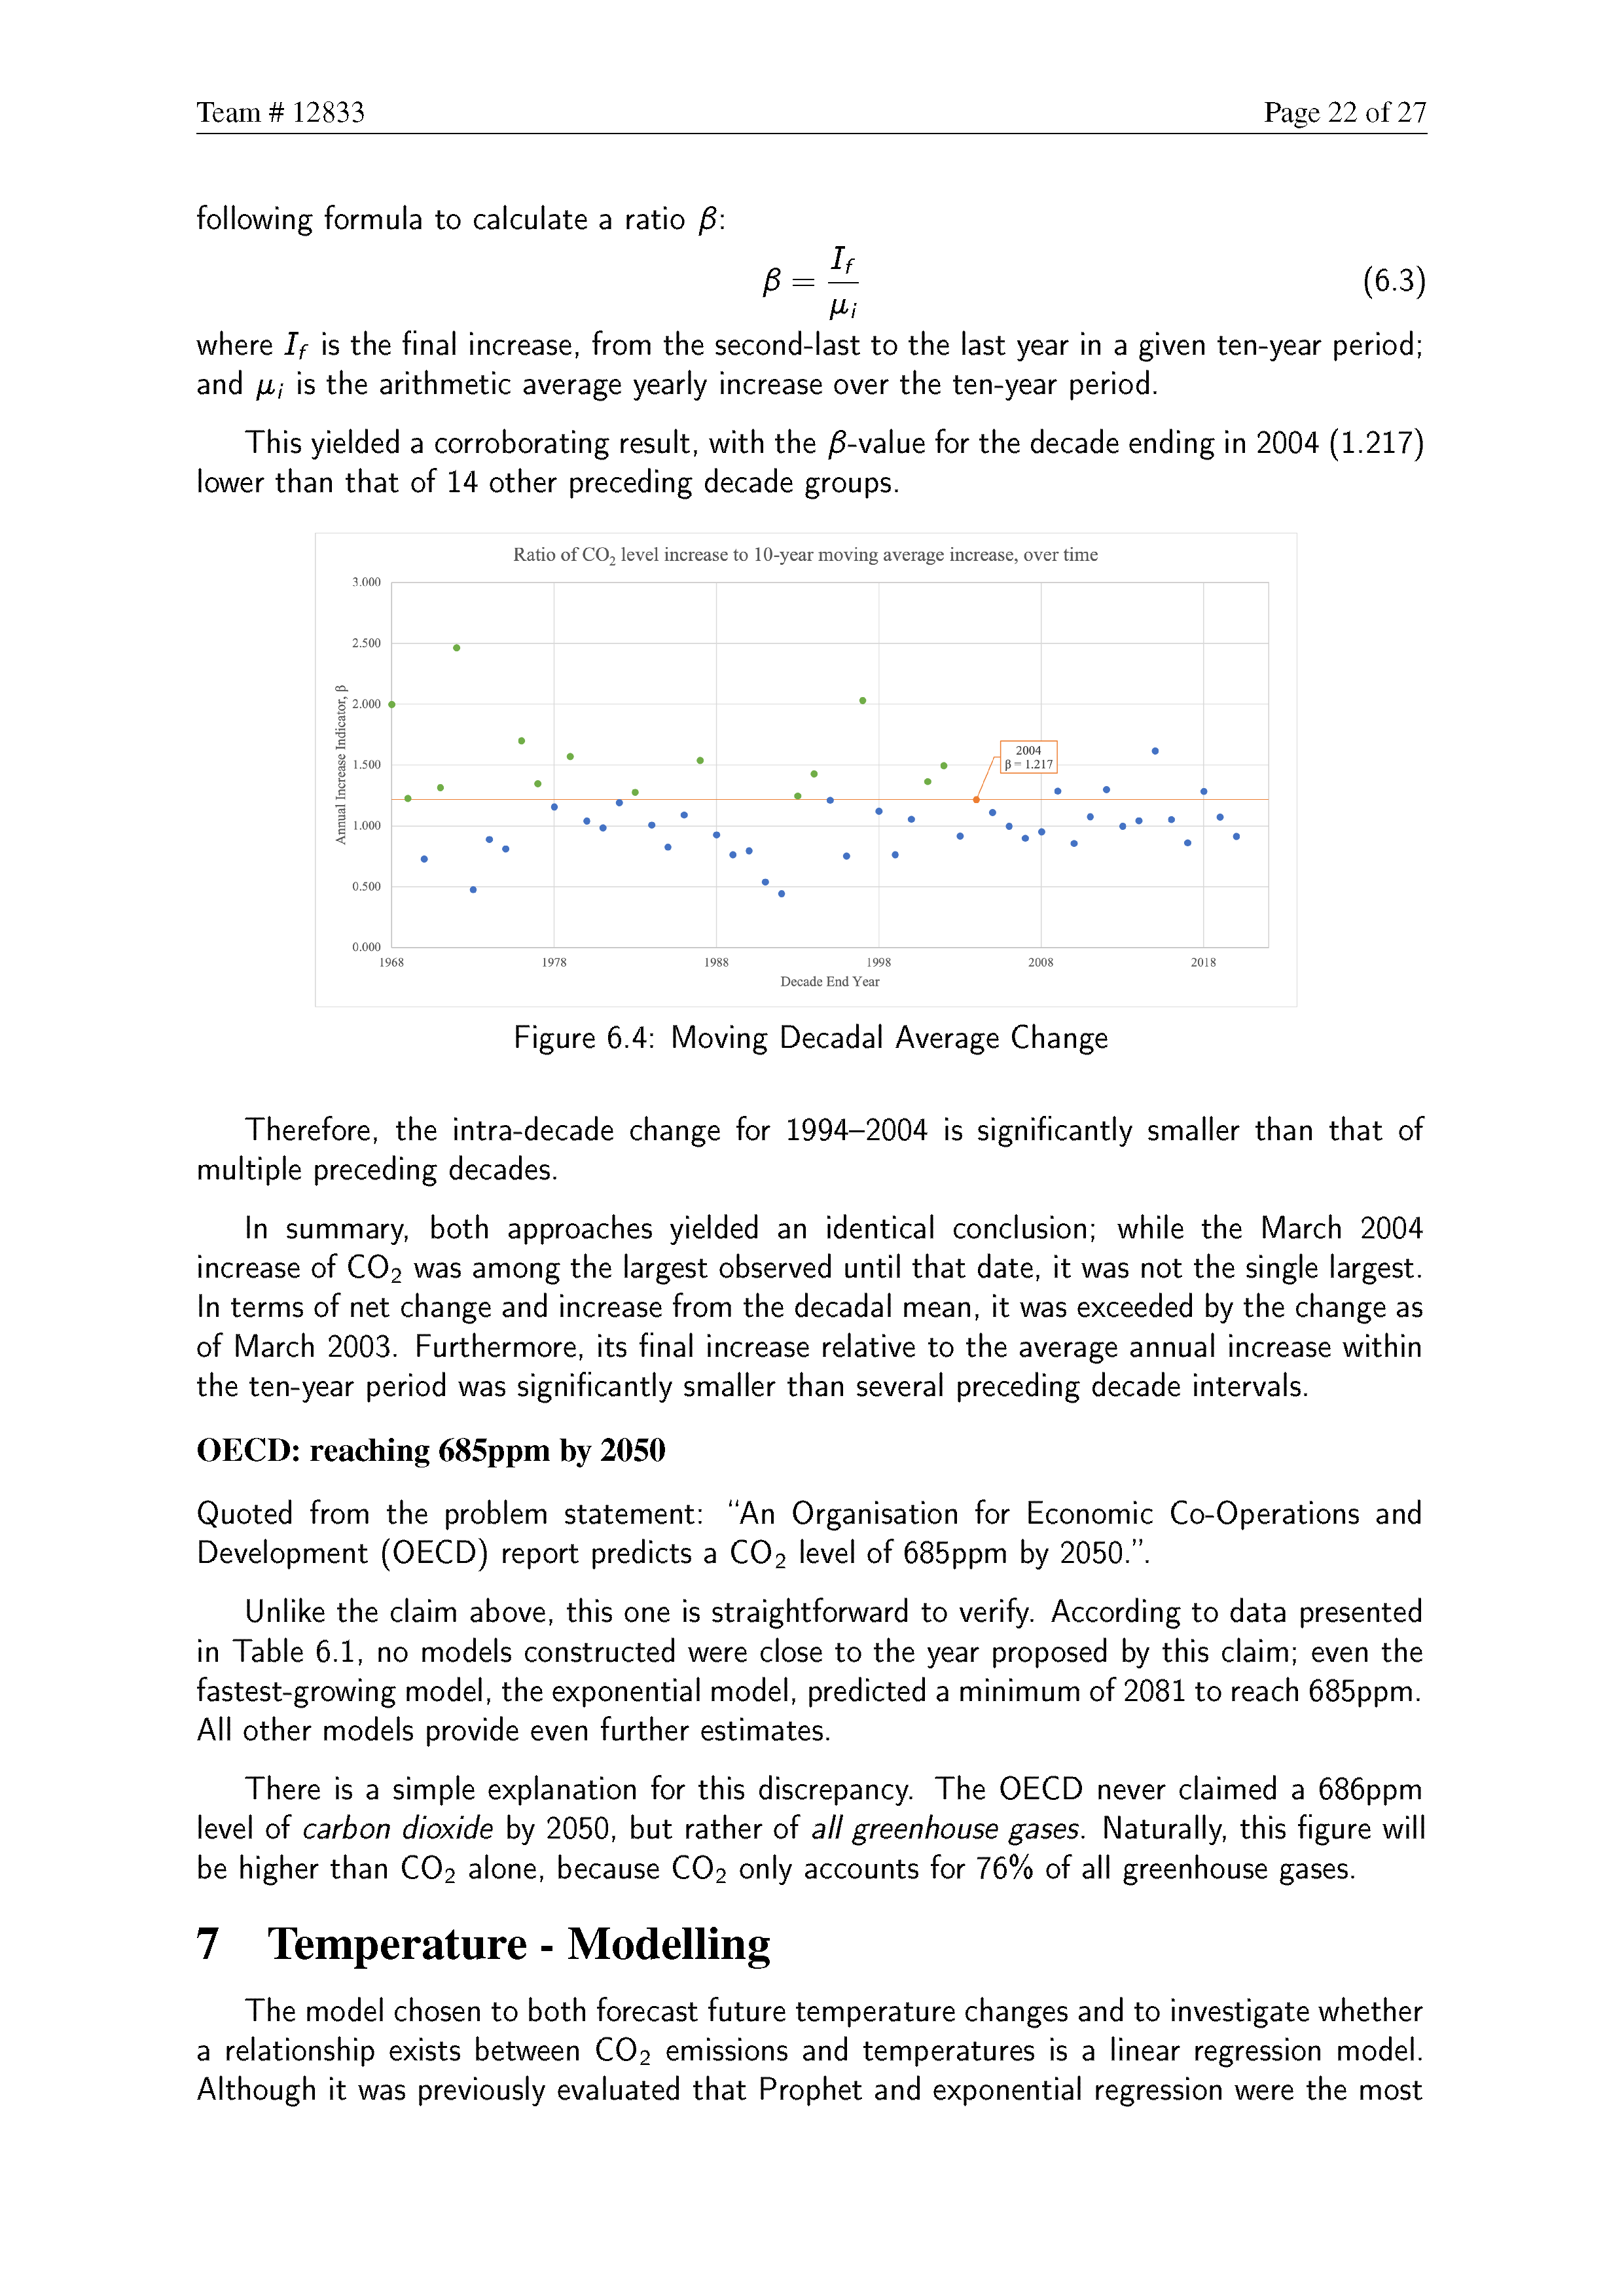 Team # 12833 Page 22 of 27
following formula to calculate a ratio β:
β = I_f / μ_i (6.3)
where I_f is the final increase, from the second-last to the last year in a given ten-year period;
and μ_i is the arithmetic average yearly increase over the ten-year period.
This yielded a corroborating result, with the β-value for the decade ending in 2004 (1.217)
lower than that of 14 other preceding decade groups.
Ratio of CO₂ level increase to 10-year moving average increase, over time
3.000
2.500
2.000
1.500
1.000
0.500
0.000
Annual Increase Indicator, β
2004
β = 1.217
1968 1978 1988 1998 2008 2018
Decade End Year
Figure 6.4: Moving Decadal Average Change
Therefore, the intra-decade change for 1994–2004 is significantly smaller than that of
multiple preceding decades.
In summary, both approaches yielded an identical conclusion; while the March 2004
increase of CO₂ was among the largest observed until that date, it was not the single largest.
In terms of net change and increase from the decadal mean, it was exceeded by the change as
of March 2003. Furthermore, its final increase relative to the average annual increase within
the ten-year period was significantly smaller than several preceding decade intervals.
OECD: reaching 685ppm by 2050
Quoted from the problem statement: “An Organisation for Economic Co-Operations and
Development (OECD) report predicts a CO₂ level of 685ppm by 2050.”.
Unlike the claim above, this one is straightforward to verify. According to data presented
in Table 6.1, no models constructed were close to the year proposed by this claim; even the
fastest-growing model, the exponential model, predicted a minimum of 2081 to reach 685ppm.
All other models provide even further estimates.
There is a simple explanation for this discrepancy. The OECD never claimed a 686ppm
level of carbon dioxide by 2050, but rather of all greenhouse gases. Naturally, this figure will
be higher than CO₂ alone, because CO₂ only accounts for 76% of all greenhouse gases.
7 Temperature - Modelling
The model chosen to both forecast future temperature changes and to investigate whether
a relationship exists between CO₂ emissions and temperatures is a linear regression model.
Although it was previously evaluated that Prophet and exponential regression were the most